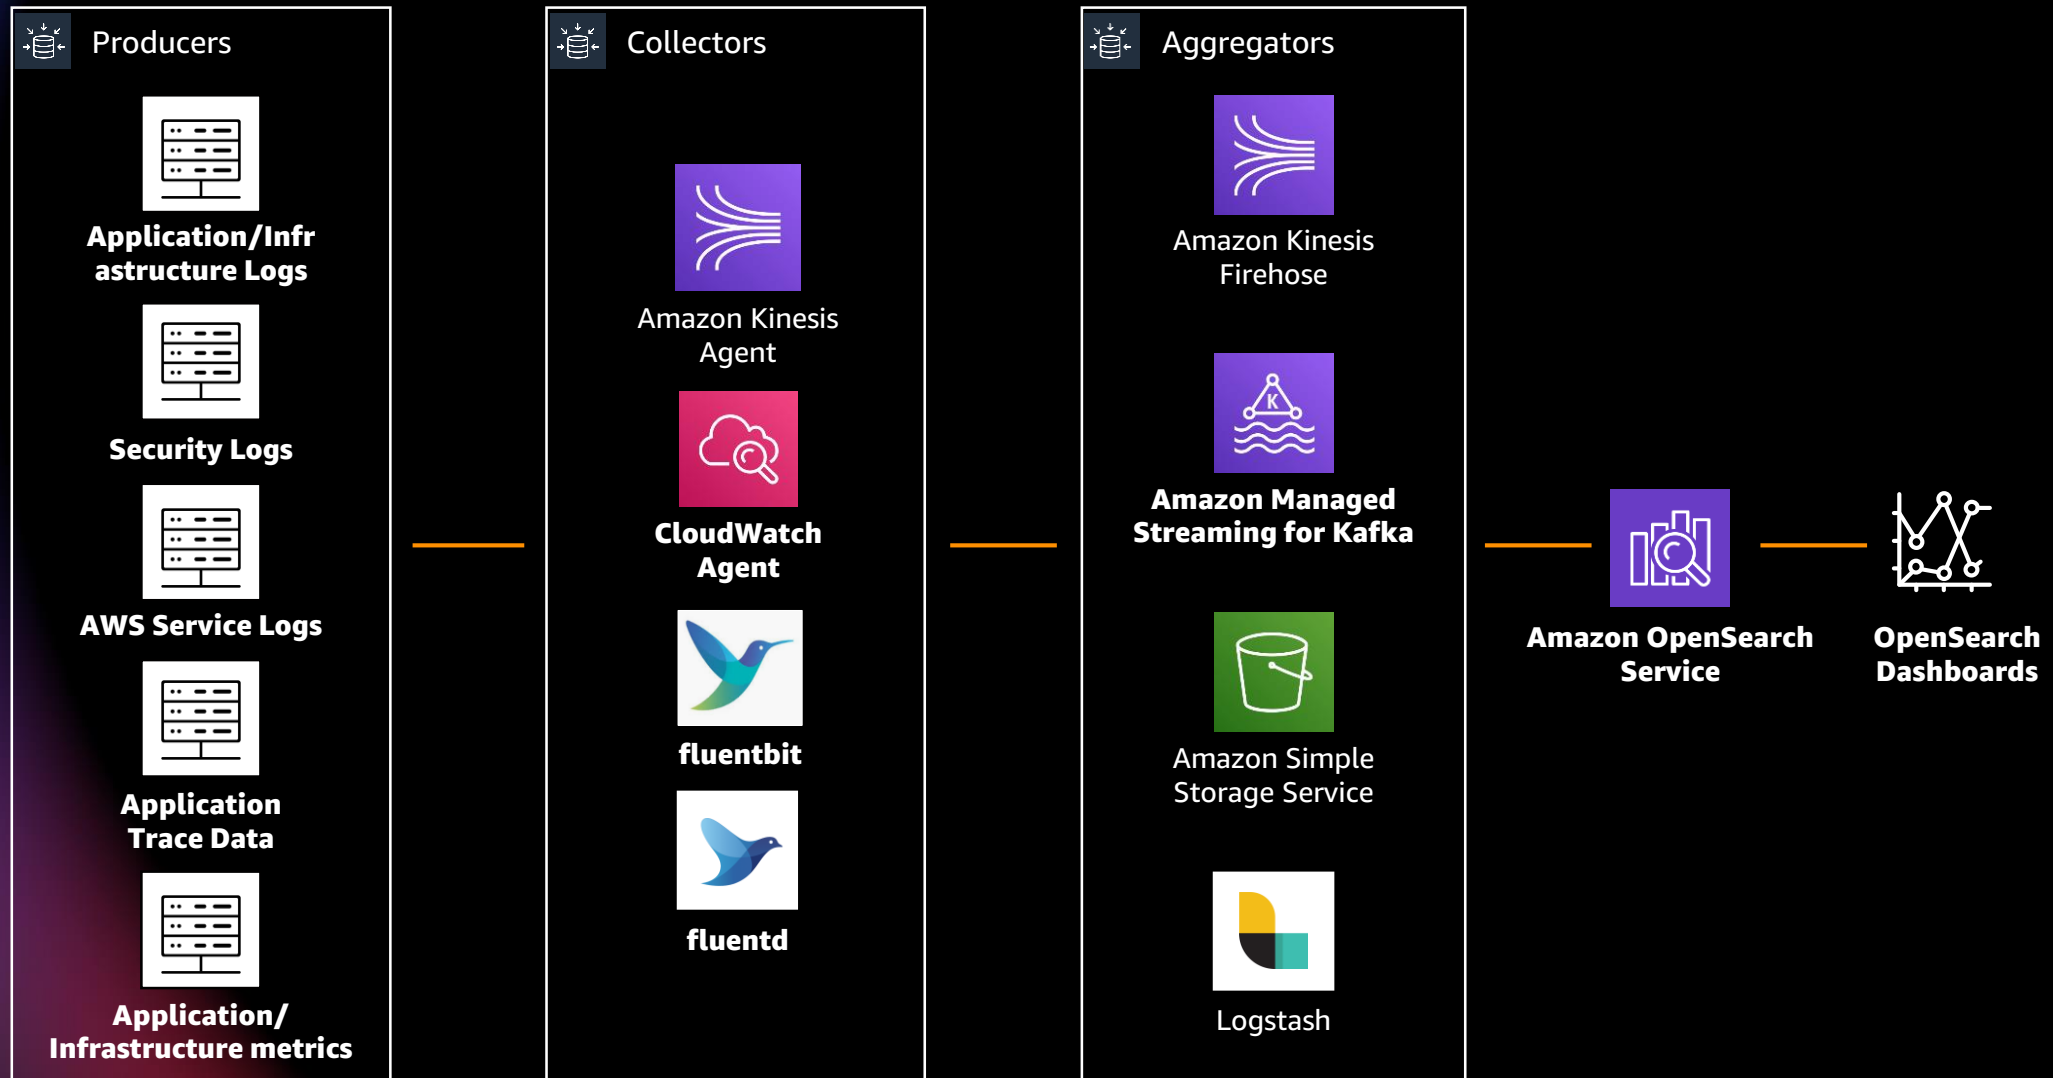 Producers
Application/Infr
astructure Logs
Security Logs
AWS Service Logs
Application
Trace Data
Application/
Infrastructure metrics
Collectors
Amazon Kinesis
Agent
CloudWatch
Agent
fluentbit
fluentd
Aggregators
Amazon Kinesis
Firehose
K
Amazon Managed
Streaming for Kafka
Amazon Simple
Storage Service
Logstash
Amazon OpenSearch
Service
OpenSearch
Dashboards